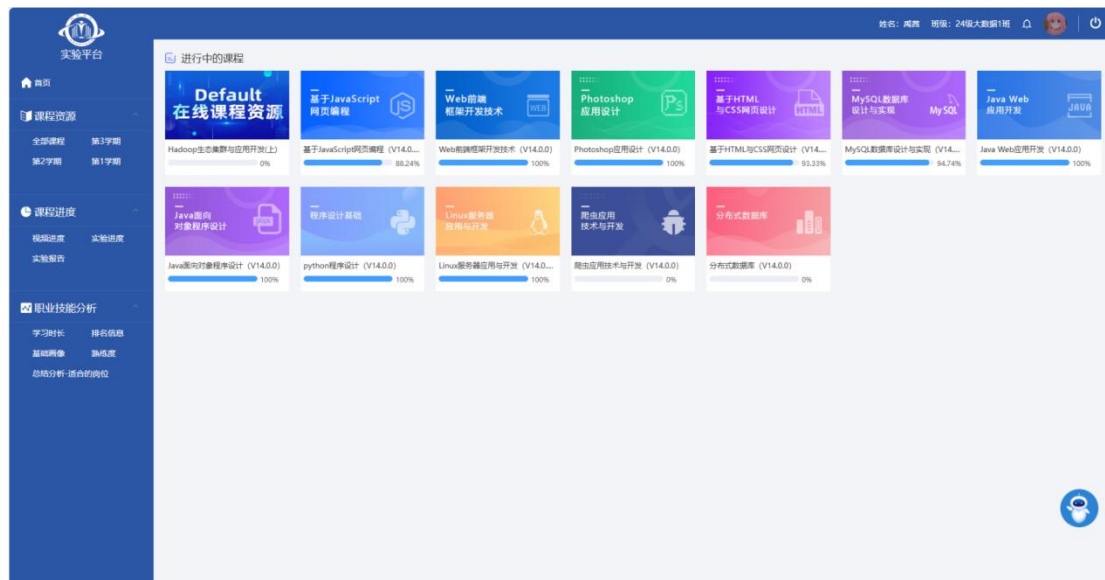 实验平台
姓名：禹茜 班级：24级大数据1班
首页
课程资源
全部课程 第3学期
第2学期 第1学期
课程进度
视频进度 实验进度
实验报告
职业技能分析
学习时长 排名信息
基础画像 熟练度
总结分析-适合的岗位
进行中的课程
Default
在线课程资源
Hadoop生态集群与应用开发(上)
0%
基于JavaScript
网页编程
JS
基于JavaScript网页编程（V14.0....
88.24%
Web前端
框架开发技术
WEB
Web前端框架开发技术（V14.0.0）
100%
Photoshop
应用设计
Ps
Photoshop应用设计（V14.0.0）
100%
基于HTML
与CSS网页设计
HTML
基于HTML与CSS网页设计（V14....
93.33%
MySQL数据库
设计与实现
My SQL
MySQL数据库设计与实现（V14....
94.74%
Java Web
应用开发
JAVA
Java Web应用开发（V14.0.0）
100%
Java面向
对象程序设计
JAVA
Java面向对象程序设计（V14.0.0）
100%
程序设计基础
python程序设计（V14.0.0）
100%
Linux服务器
应用与开发
Linux服务器应用与开发（V14.0....
100%
爬虫应用
技术与开发
爬虫应用技术与开发（V14.0.0）
0%
分布式数据库
分布式数据库（V14.0.0）
0%